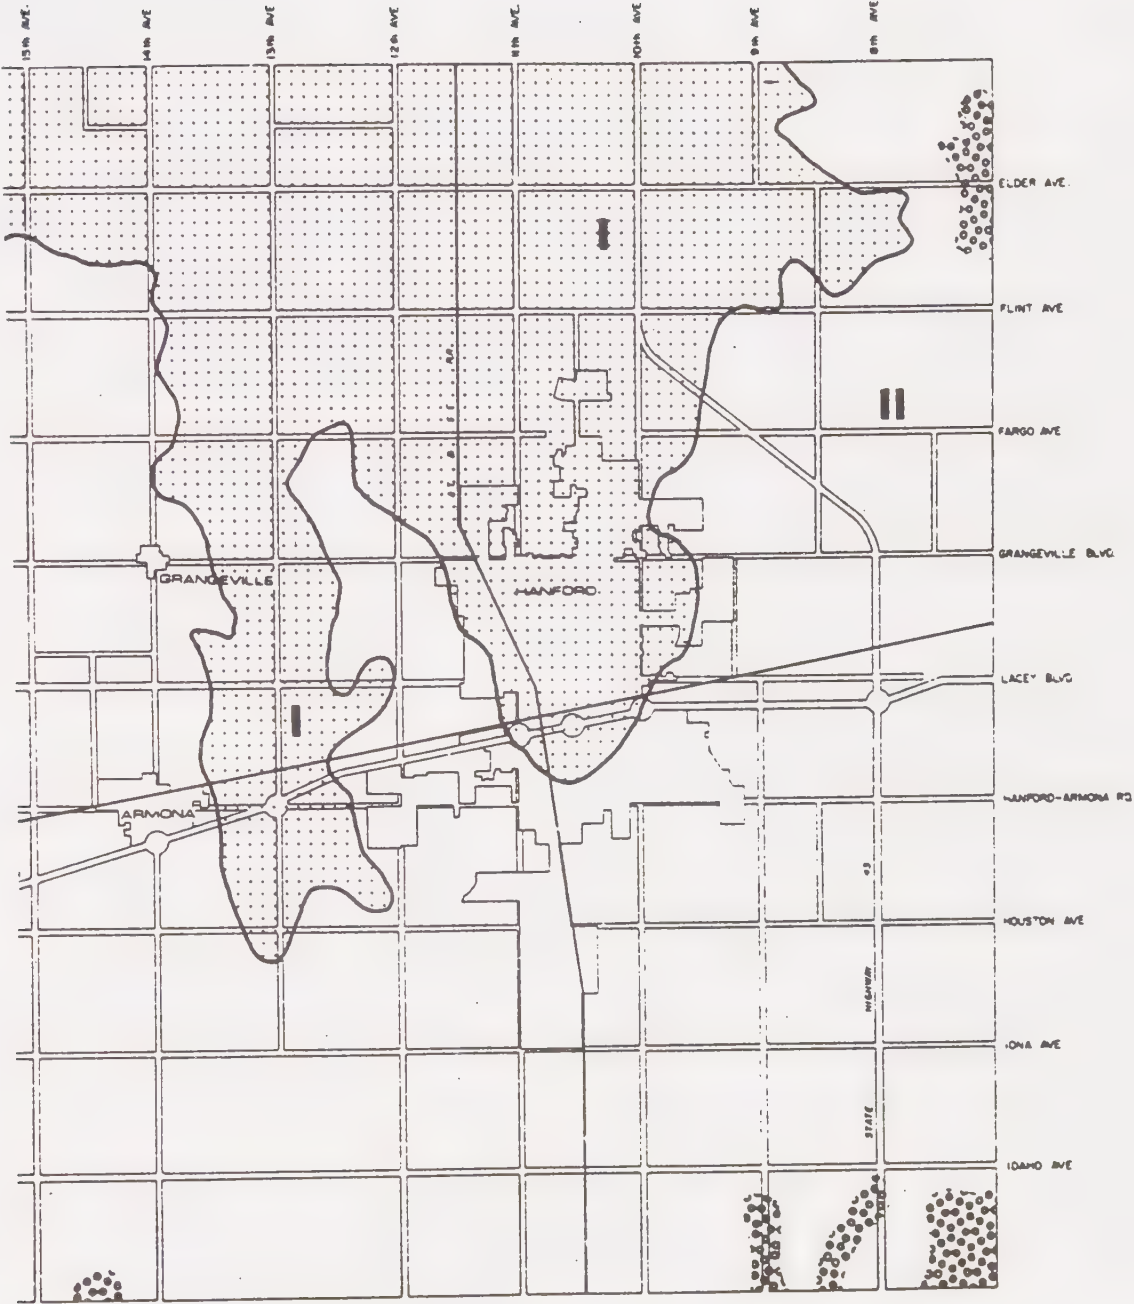 15th AVE.
14th AVE
13th AVE
12th AVE
11th AVE.
10th AVE
9th AVE
8th AVE
ELDER AVE.
FLINT AVE
FARGO AVE
GRANGEVILLE BLVD.
GRANGEVILLE
HANFORD
LACEY BLVD
HANFORD-ARMONA RD
ARMONA
43
HOUSTON AVE
HIGHWAY
IONA AVE
STATE
IDAHO AVE